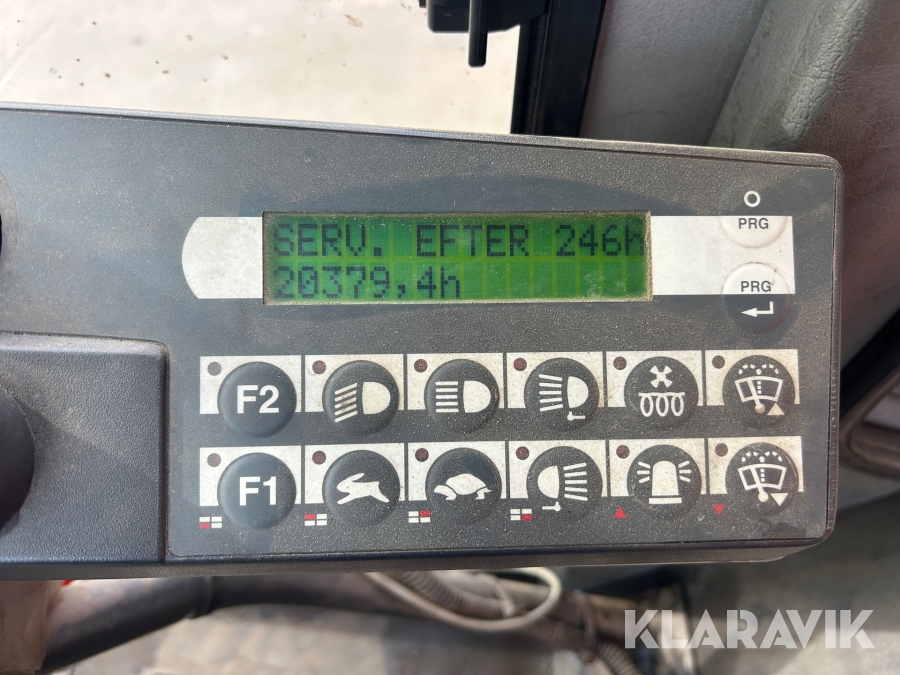 PRG
SERV. EFTER 246h
20379,4h
PRG
F2
F1
KLARAVIK